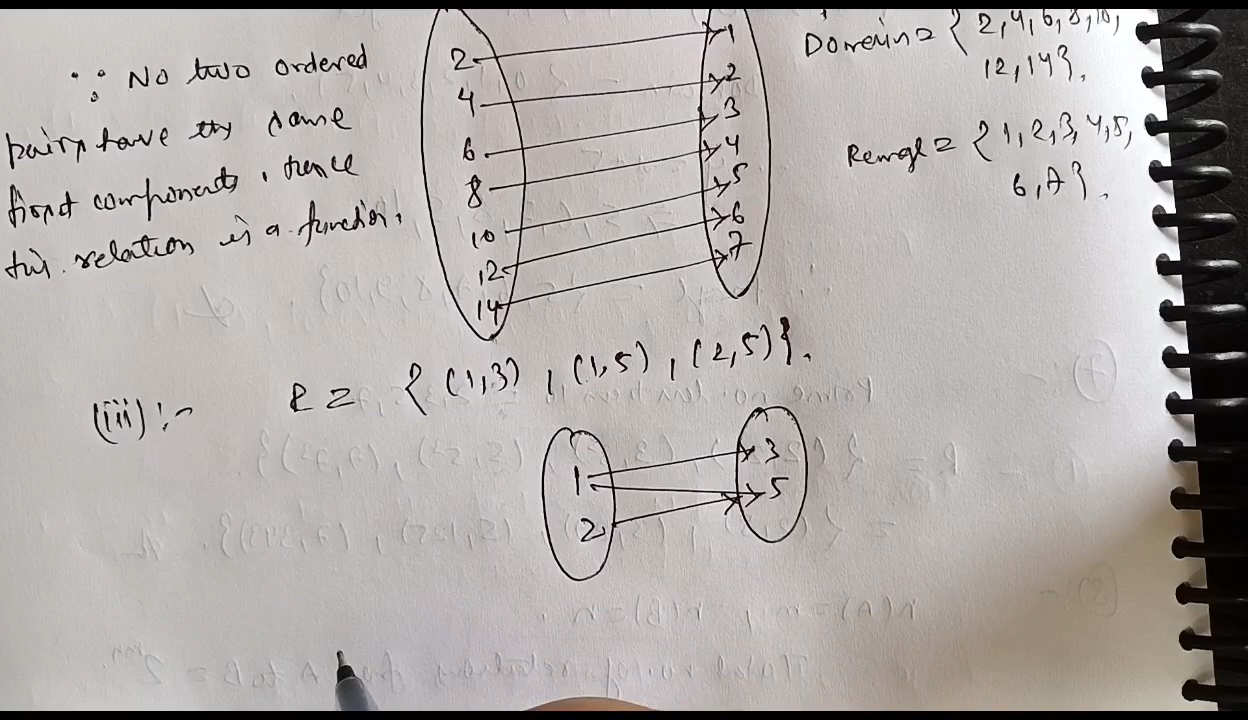 ∵ No two ordered
pairs have the same
first components, hence
this relation is a function.
2
4
6
8
10
12
14
1
2
3
4
5
6
7
Domain = {2, 4, 6, 8, 10,
12, 14}.
Range = {1, 2, 3, 4, 5,
6, 7}.
(iii) :- R = {(1,3), (1,5), (2,5)}.
1
2
3
5